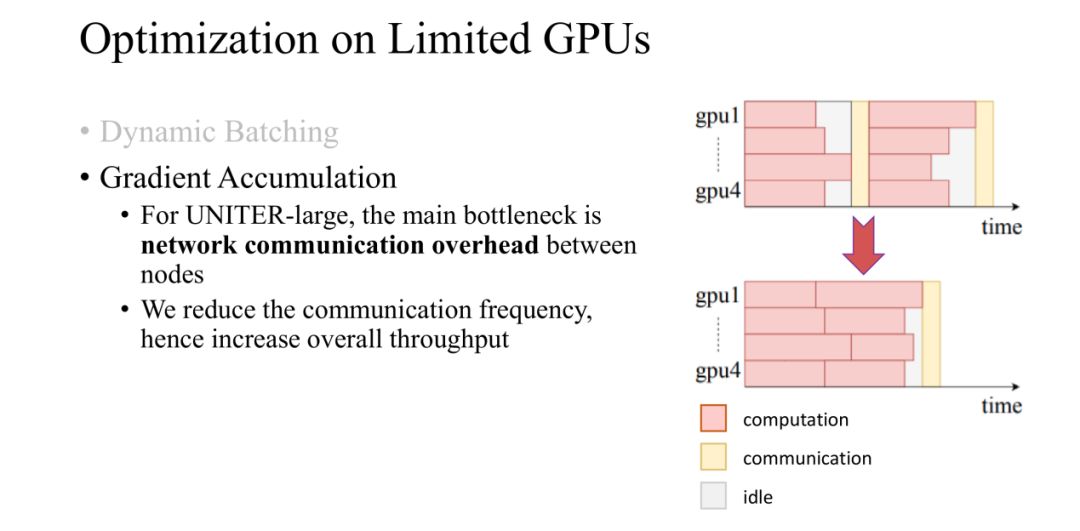 Optimization on Limited GPUs
• Dynamic Batching
• Gradient Accumulation
• For UNITER-large, the main bottleneck is
network communication overhead between
nodes
• We reduce the communication frequency,
hence increase overall throughput
gpu1
gpu4
time
gpu1
gpu4
time
computation
communication
idle